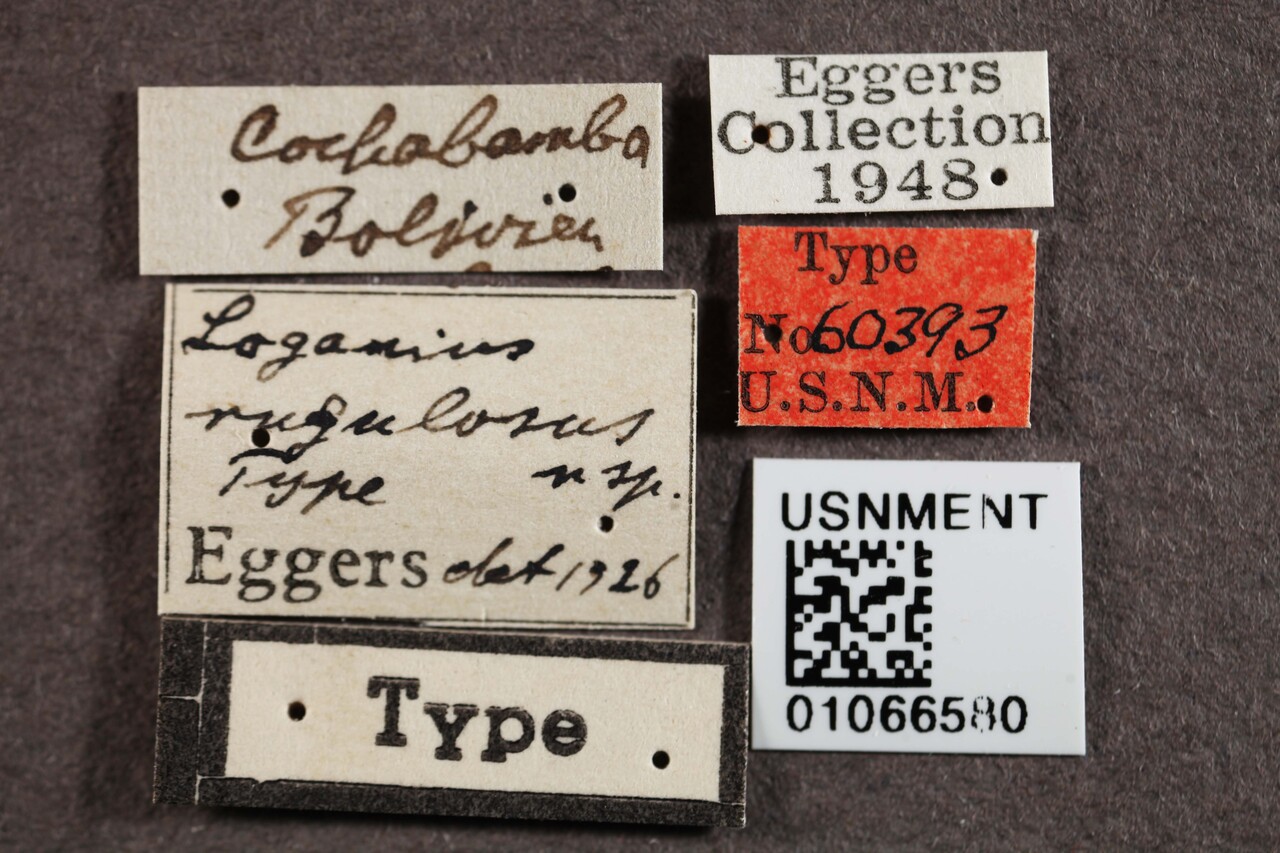 Cochabamba
Bolivien
Eggers
Collection
1948
Loganius
rugulosus
Type n sp.
Eggers det 1926
Type
No. 60393
U.S.N.M.
Type
USNMENT
01066580